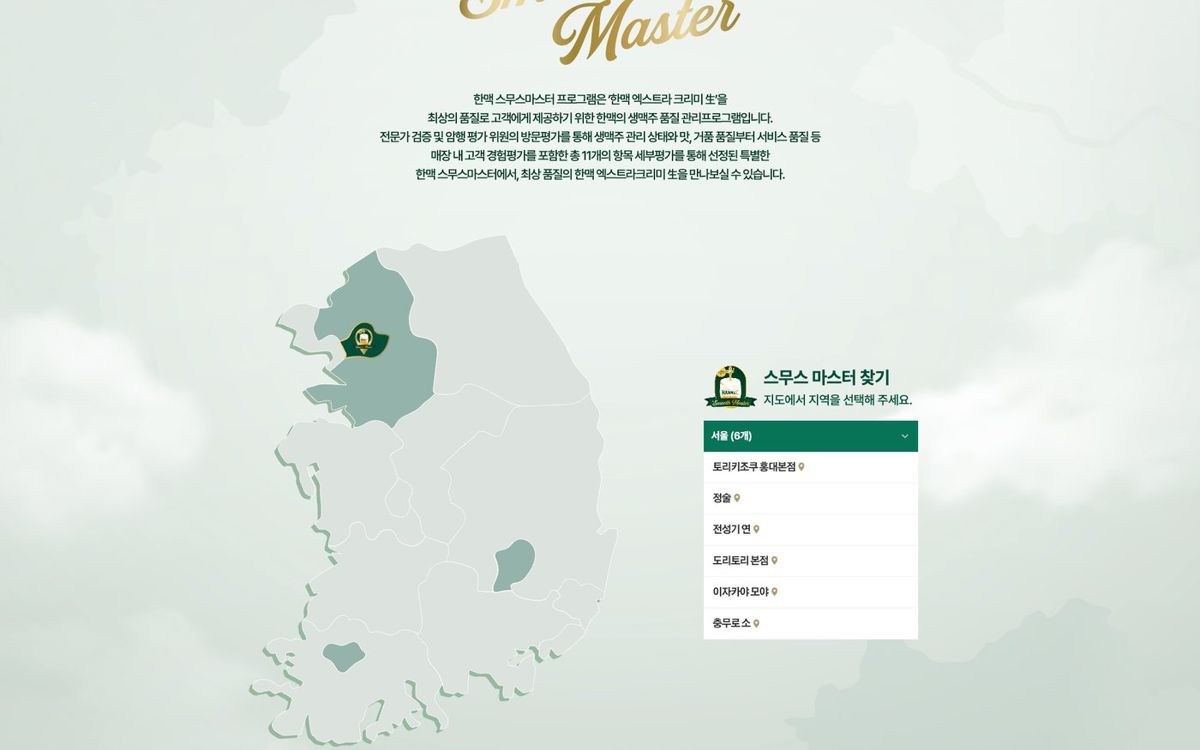 Master
한맥 스무스마스터 프로그램은 '한맥 엑스트라 크리미 生'을
최상의 품질로 고객에게 제공하기 위한 한맥의 생맥주 품질 관리프로그램입니다.
전문가 검증 및 암행 평가 위원의 방문평가를 통해 생맥주 관리 상태와 맛, 거품 품질부터 서비스 품질 등
매장 내 고객 경험평가를 포함한 총 11개의 항목 세부평가를 통해 선정된 특별한
한맥 스무스마스터에서, 최상 품질의 한맥 엑스트라크리미 生을 만나보실 수 있습니다.
스무스 마스터 찾기
지도에서 지역을 선택해 주세요.
서울 (6개)
토리키조쿠 홍대본점
정술
전성기 연
도리토리 본점
이자카야 모야
충무로 소